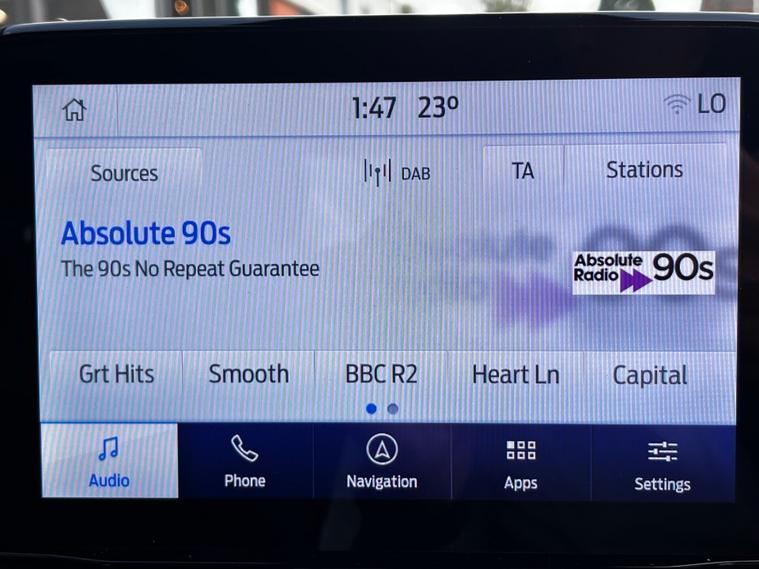 1:47 23º LO
Sources DAB TA Stations
Absolute 90s
The 90s No Repeat Guarantee
Absolute
Radio 90s
Grt Hits Smooth BBC R2 Heart Ln Capital
Audio Phone Navigation Apps Settings